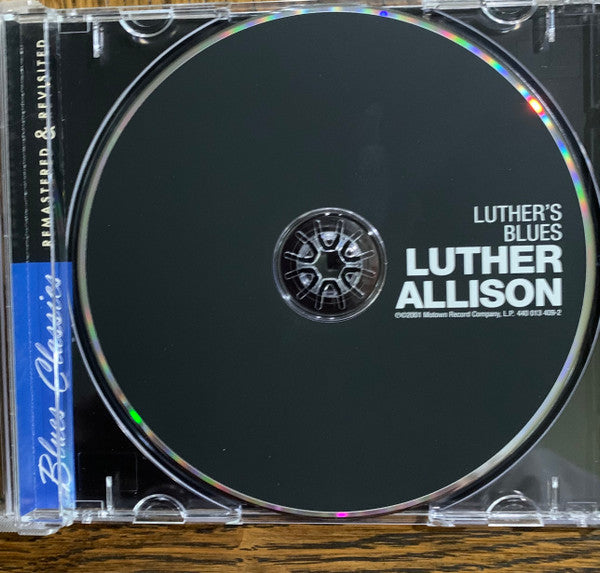 REMASTERED & REVISITED
Blues Classics
LUTHER'S
BLUES
LUTHER
ALLISON
℗©2001 Motown Record Company, L.P. 440 013 409-2